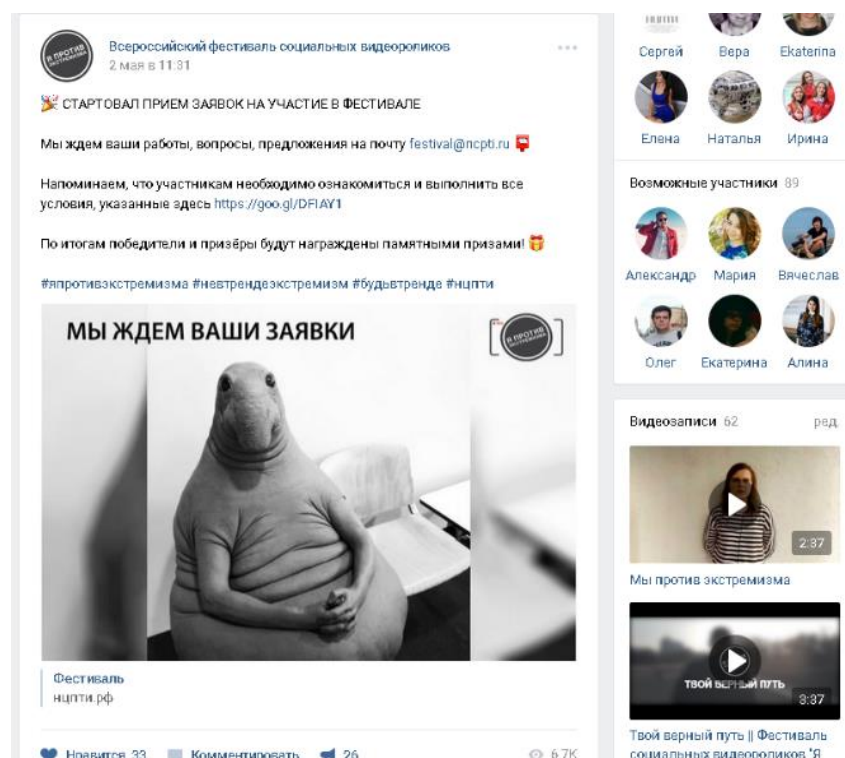 Всероссийский фестиваль социальных видеороликов
2 мая в 11:31
СТАРТОВАЛ ПРИЕМ ЗАЯВОК НА УЧАСТИЕ В ФЕСТИВАЛЕ
Мы ждем ваши работы, вопросы, предложения на почту festival@ncpti.ru
Напоминаем, что участникам необходимо ознакомиться и выполнить все
условия, указанные здесь https://goo.gl/DFIAY1
По итогам победители и призёры будут награждены памятными призами!
#япротивэкстремизма #невтрендеэкстремизм #будьвтренде #нцпти
МЫ ЖДЕМ ВАШИ ЗАЯВКИ
Я ПРОТИВ
ЭКСТРЕМИЗМА
Фестиваль
нцпти.рф
Нравится 33 Комментировать 26 6,7K
Сергей Вера Ekaterina
Елена Наталья Ирина
Возможные участники 89
Александр Мария Вячеслав
Олег Екатерина Алина
Видеозаписи 62 ред.
2:37
Мы против экстремизма
ТВОЙ ВЕРНЫЙ ПУТЬ
3:37
Твой верный путь || Фестиваль
социальных видеороликов "Я